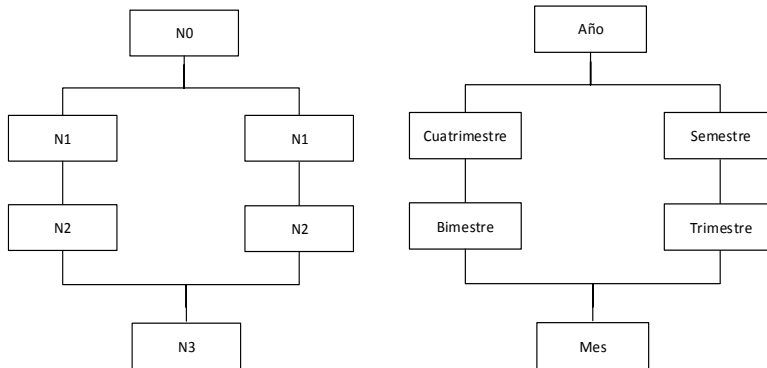 N0
N1
N1
N2
N2
N3
Año
Cuatrimestre
Semestre
Bimestre
Trimestre
Mes